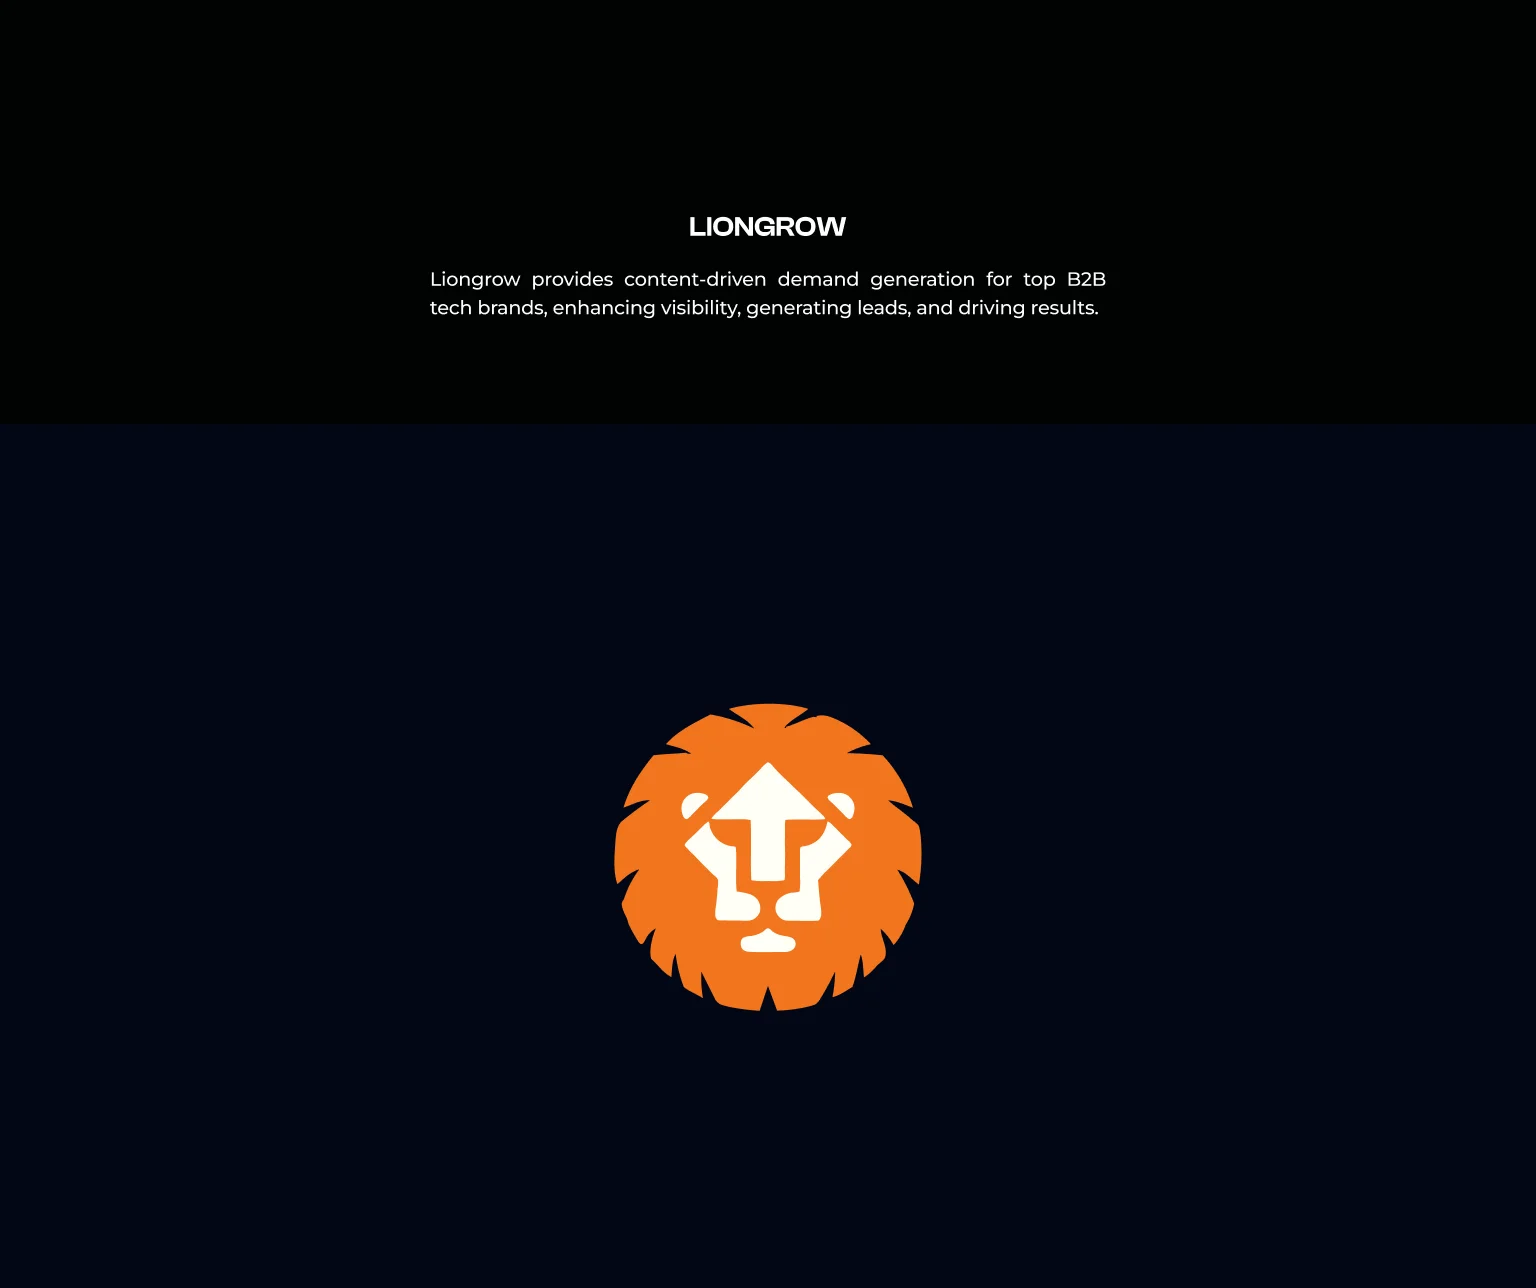 LIONGROW
Liongrow provides content-driven demand generation for top B2B
tech brands, enhancing visibility, generating leads, and driving results.